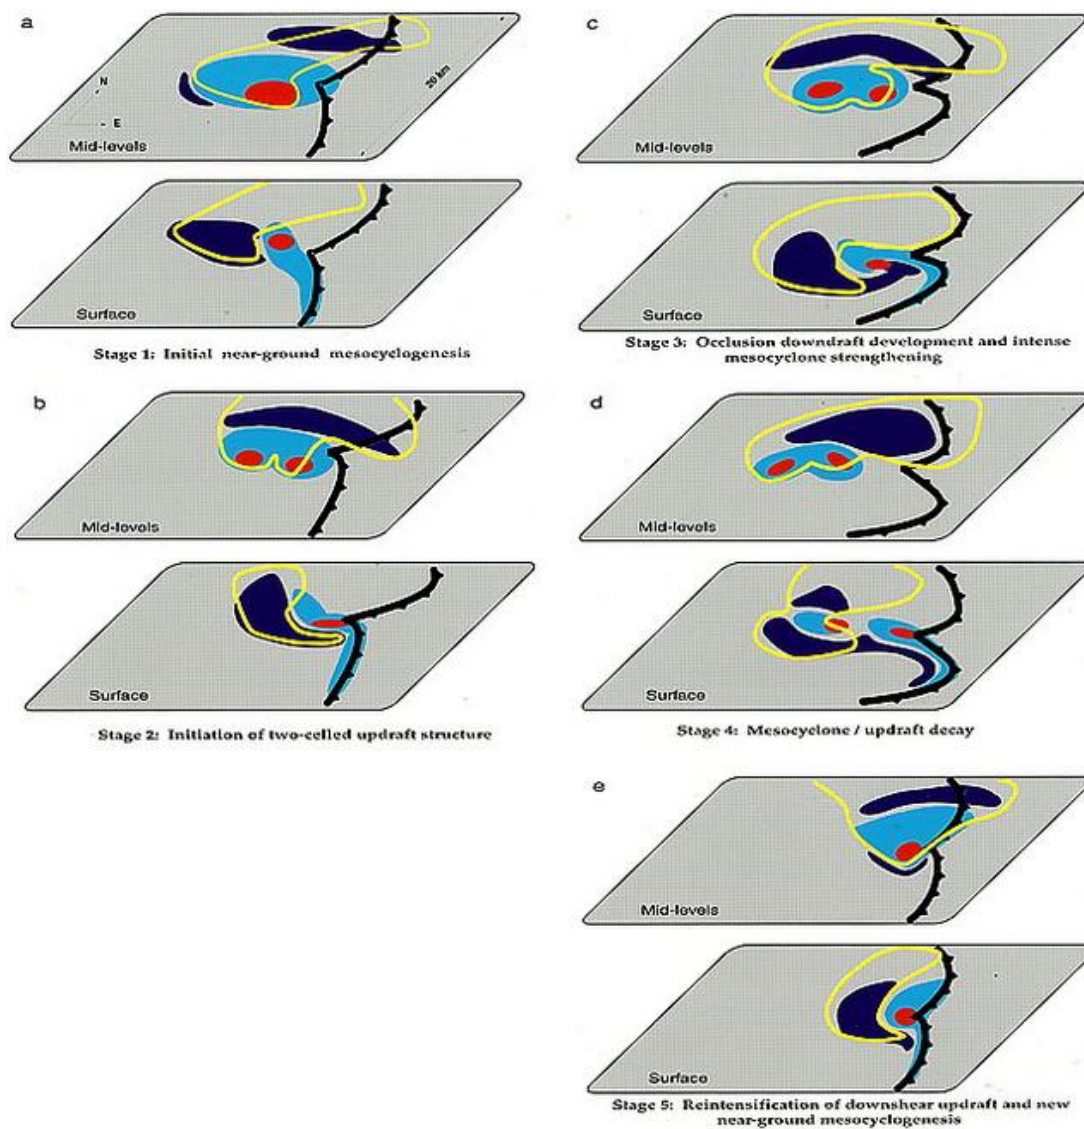 a
N
E
20 km
Mid-levels
Surface
Stage 1: Initial near-ground mesocyclogenesis
b
Mid-levels
Surface
Stage 2: Initiation of two-celled updraft structure
c
Mid-levels
Surface
Stage 3: Occlusion downdraft development and intense
mesocyclone strengthening
d
Mid-levels
Surface
Stage 4: Mesocyclone / updraft decay
e
Mid-levels
Surface
Stage 5: Reintensification of downshear updraft and new
near-ground mesocyclogenesis